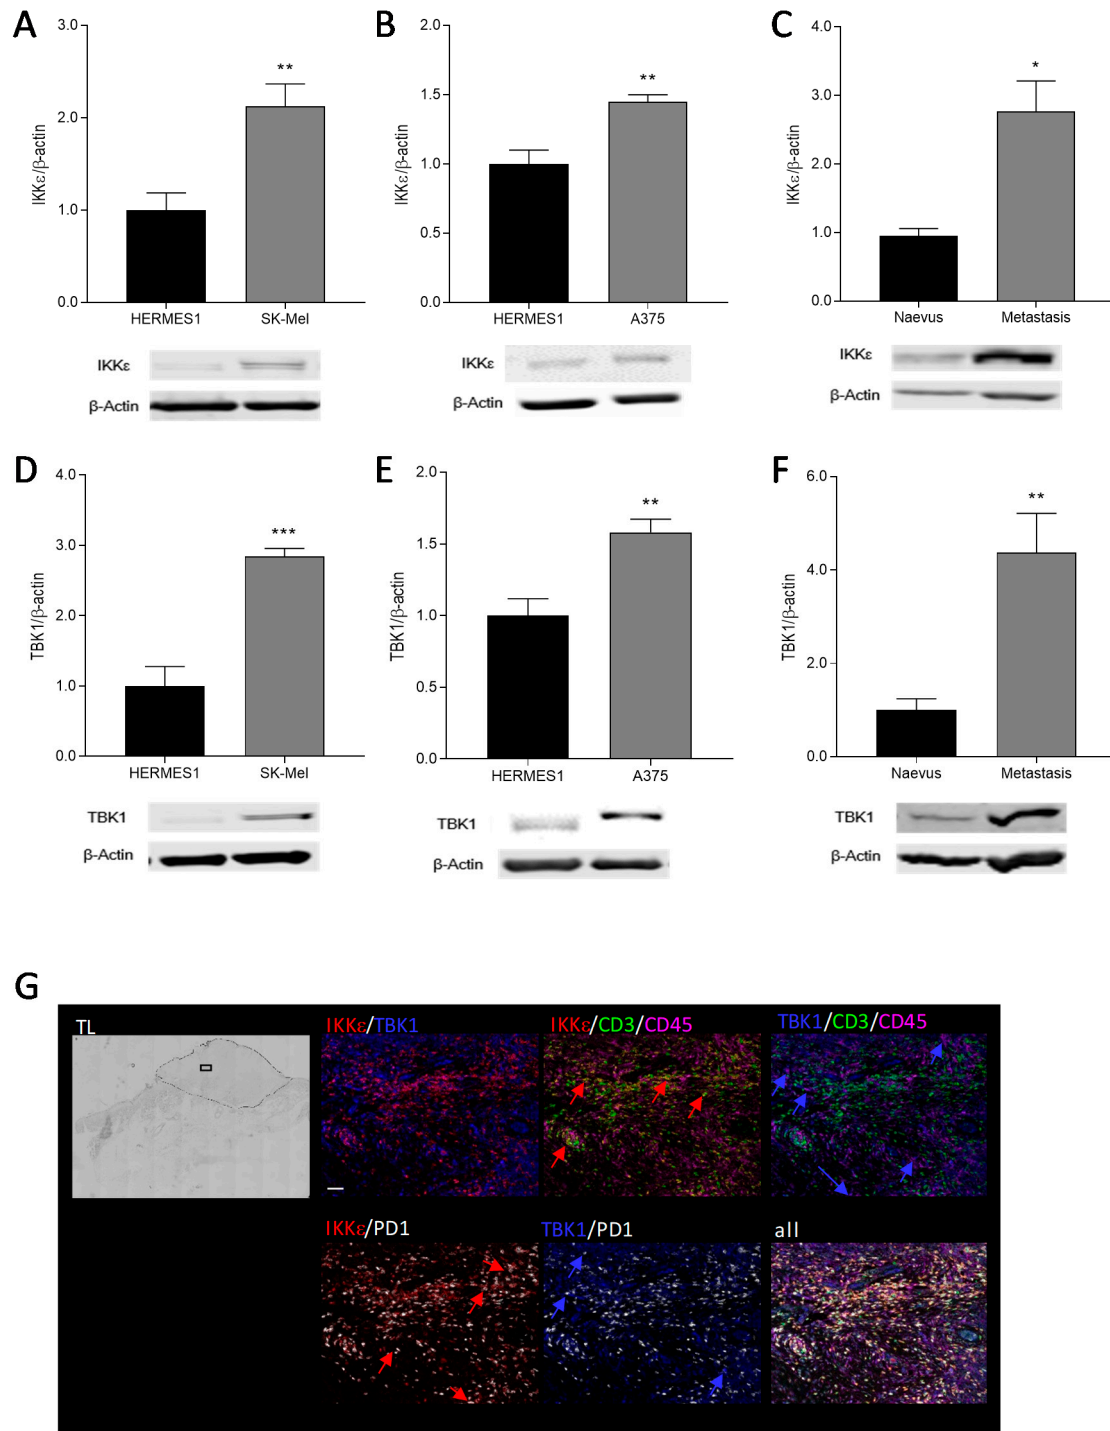 A
3.0
2.0
1.0
0.0
IKKε/β-actin
**
HERMES1 SK-Mel
IKKε
β-Actin
B
2.0
1.5
1.0
0.5
0.0
IKKε/β-actin
**
HERMES1 A375
IKKε
β-Actin
C
4.0
3.0
2.0
1.0
0.0
IKKε/β-actin
*
Naevus Metastasis
IKKε
β-Actin
D
4.0
3.0
2.0
1.0
0.0
TBK1/β-actin
***
HERMES1 SK-Mel
TBK1
β-Actin
E
2.0
1.5
1.0
0.5
0.0
TBK1/β-actin
**
HERMES1 A375
TBK1
β-Actin
F
6.0
4.0
2.0
0.0
TBK1/β-actin
**
Naevus Metastasis
TBK1
β-Actin
G
TL
IKKε/TBK1
IKKε/CD3/CD45
TBK1/CD3/CD45
IKKε/PD1
TBK1/PD1
all